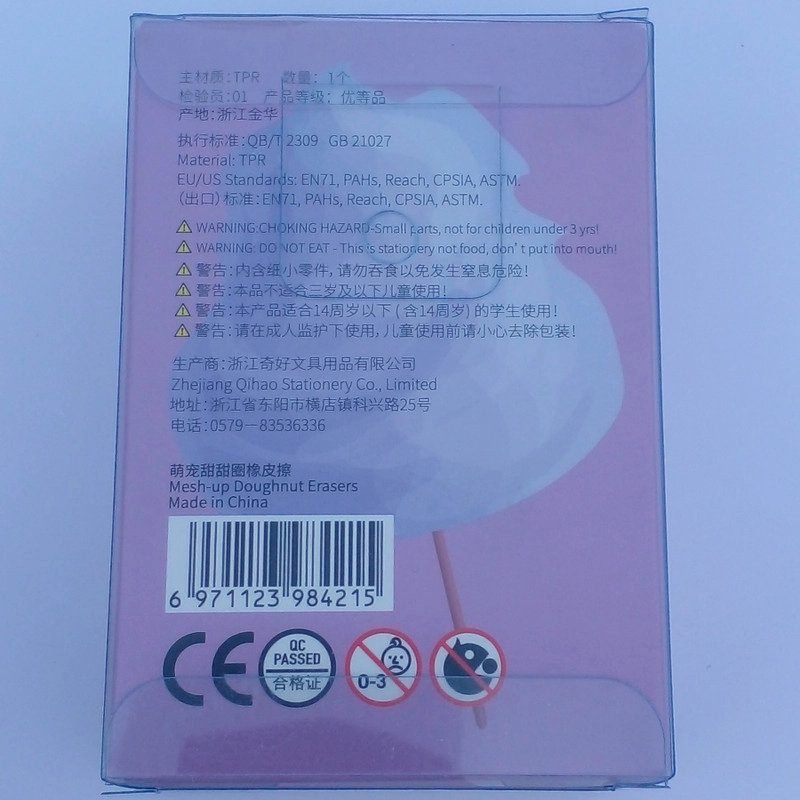 主材质:TPR 数量: 1个
检验员:01 产品等级: 优等品
产地:浙江金华
执行标准:QB/T 2309 GB 21027
Material: TPR
EU/US Standards: EN71, PAHs, Reach, CPSIA, ASTM.
(出口) 标准:EN71, PAHs, Reach, CPSIA, ASTM.
WARNING:CHOKING HAZARD-Small parts, not for children under 3 yrs!
WARNING: DO NOT EAT - This is stationery not food, don't put into mouth!
警告:内含细小零件, 请勿吞食以免发生窒息危险!
警告:本品不适合三岁及以下儿童使用!
警告:本产品适合14周岁以下 ( 含14周岁) 的学生使用!
警告:请在成人监护下使用, 儿童使用前请小心去除包装!
生产商:浙江奇好文具用品有限公司
Zhejiang Qihao Stationery Co., Limited
地址:浙江省东阳市横店镇科兴路25号
电话:0579—83536336
萌宠甜甜圈橡皮擦
Mesh-up Doughnut Erasers
Made in China
6 971123 984215
CE QC PASSED 合格证 0-3